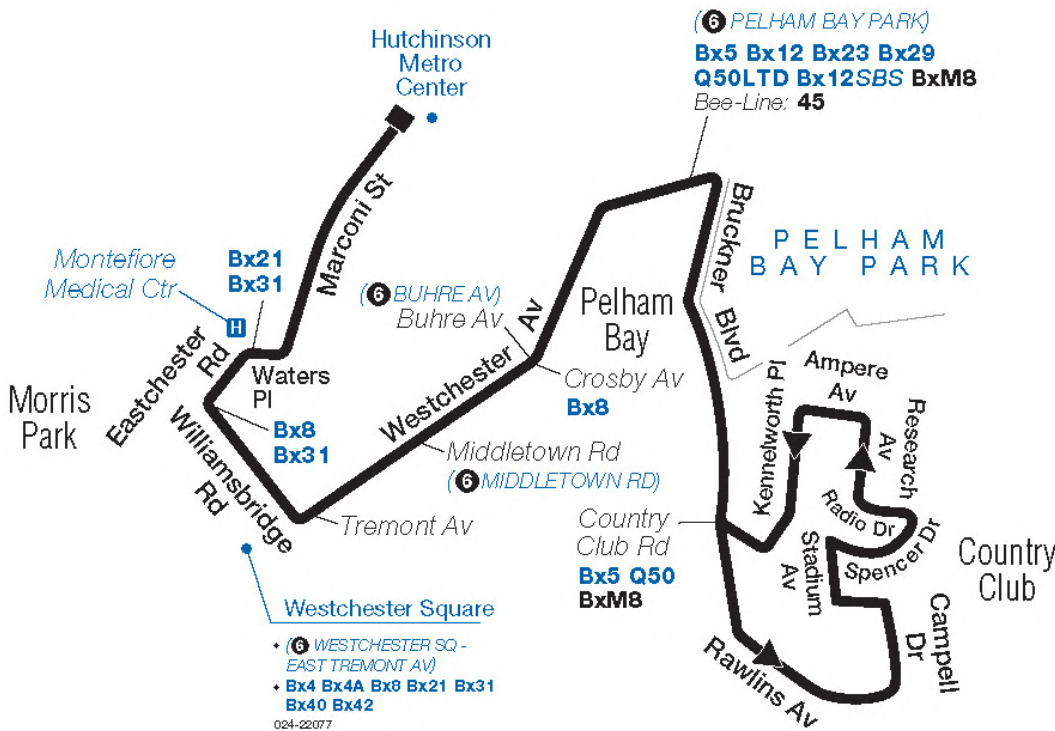 (6 PELHAM BAY PARK)
Bx5 Bx12 Bx23 Bx29
Q50LTD Bx12SBS BxM8
Bee-Line: 45
Hutchinson
Metro
Center
Marconi St
Bruckner
Blvd
PELHAM
BAY PARK
Montefiore
Medical Ctr
H
Bx21
Bx31
(6 BUHRE AV)
Buhre Av
Pelham
Bay
Westchester Av
Crosby Av
Bx8
Eastchester
Rd
Waters
Pl
Morris
Park
Bx8
Bx31
Williamsbridge
Rd
Middletown Rd
(6 MIDDLETOWN RD)
Tremont Av
Ampere
Av
Kennelworth Pl
Research
Av
Radio Dr
Spencer Dr
Stadium
Av
Country
Club
Country
Club Rd
Bx5 Q50
BxM8
Campell
Dr
Rawlins Av
Westchester Square
• (6 WESTCHESTER SQ -
EAST TREMONT AV)
• Bx4 Bx4A Bx8 Bx21 Bx31
Bx40 Bx42
024-22077